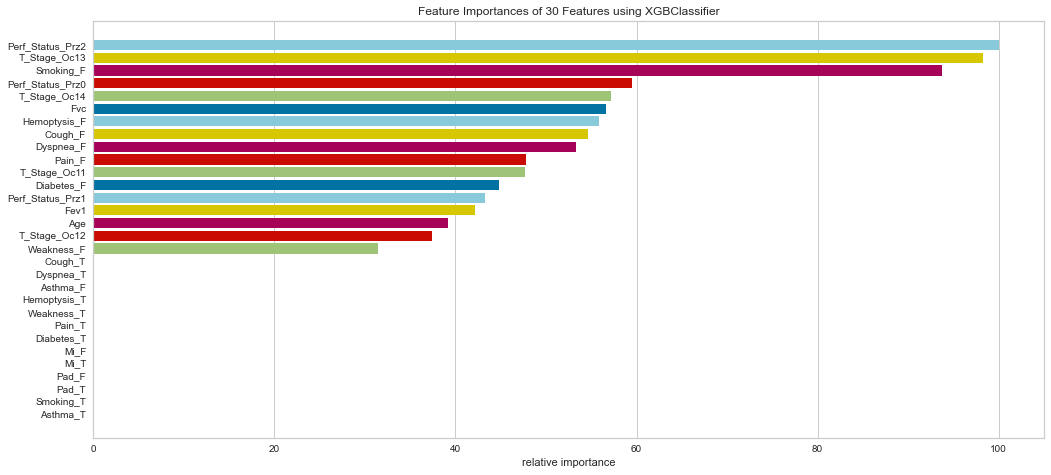 Feature Importances of 30 Features using XGBClassifier
Perf_Status_Prz2
T_Stage_Oc13
Smoking_F
Perf_Status_Prz0
T_Stage_Oc14
Fvc
Hemoptysis_F
Cough_F
Dyspnea_F
Pain_F
T_Stage_Oc11
Diabetes_F
Perf_Status_Prz1
Fev1
Age
T_Stage_Oc12
Weakness_F
Cough_T
Dyspnea_T
Asthma_F
Hemoptysis_T
Weakness_T
Pain_T
Diabetes_T
Mi_F
Mi_T
Pad_F
Pad_T
Smoking_T
Asthma_T
0 20 40 60 80 100
relative importance